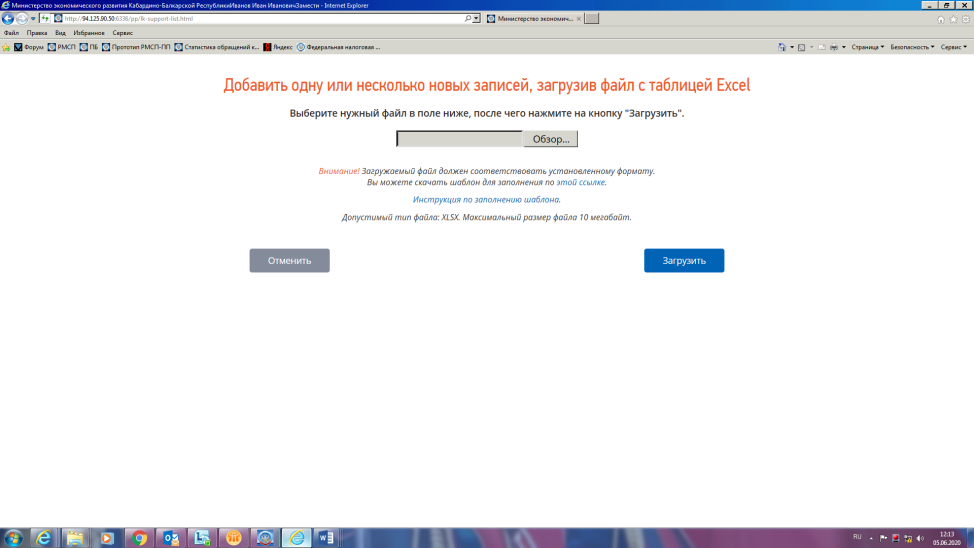 Министерство экономического развития Кабардино-Балкарской РеспубликиИванов Иван ИвановичЗамести - Internet Explorer
http://94.125.90.50:6336/pp/lk-support-list.html
Министерство экономич...
Файл Правка Вид Избранное Сервис
Форум РМСП ПБ Прототип РМСП-ПП Статистика обращений к... Яндекс Федеральная налоговая ... Страница Безопасность Сервис
Добавить одну или несколько новых записей, загрузив файл с таблицей Excel
Выберите нужный файл в поле ниже, после чего нажмите на кнопку "Загрузить".
Обзор...
Внимание! Загружаемый файл должен соответствовать установленному формату.
Вы можете скачать шаблон для заполнения по этой ссылке.
Инструкция по заполнению шаблона.
Допустимый тип файла: XLSX. Максимальный размер файла 10 мегабайт.
Отменить Загрузить
RU 12:13
05.06.2020